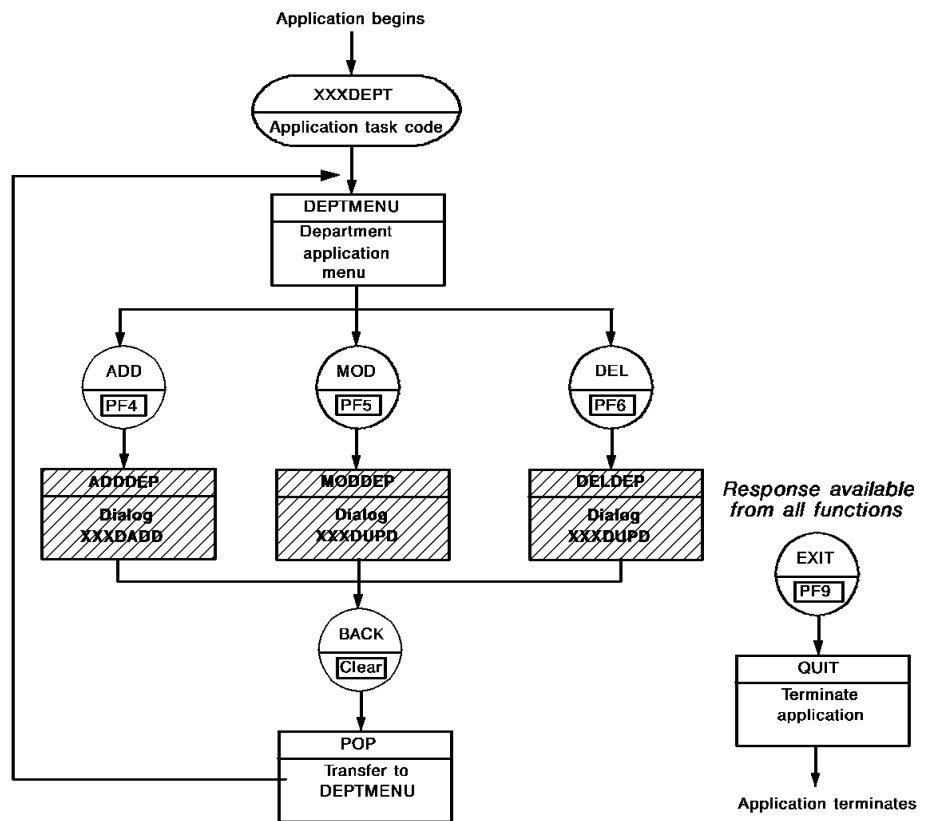 Application begins
XXXDEPT
Application task code
DEPTMENU
Department
application
menu
ADD
PF4
MOD
PF5
DEL
PF6
ADDDEP
Dialog
XXXDADD
MODDEP
Dialog
XXXDUPD
DELDEP
Dialog
XXXDUPD
Response available
from all functions
EXIT
PF9
BACK
Clear
QUIT
Terminate
application
POP
Transfer to
DEPTMENU
Application terminates